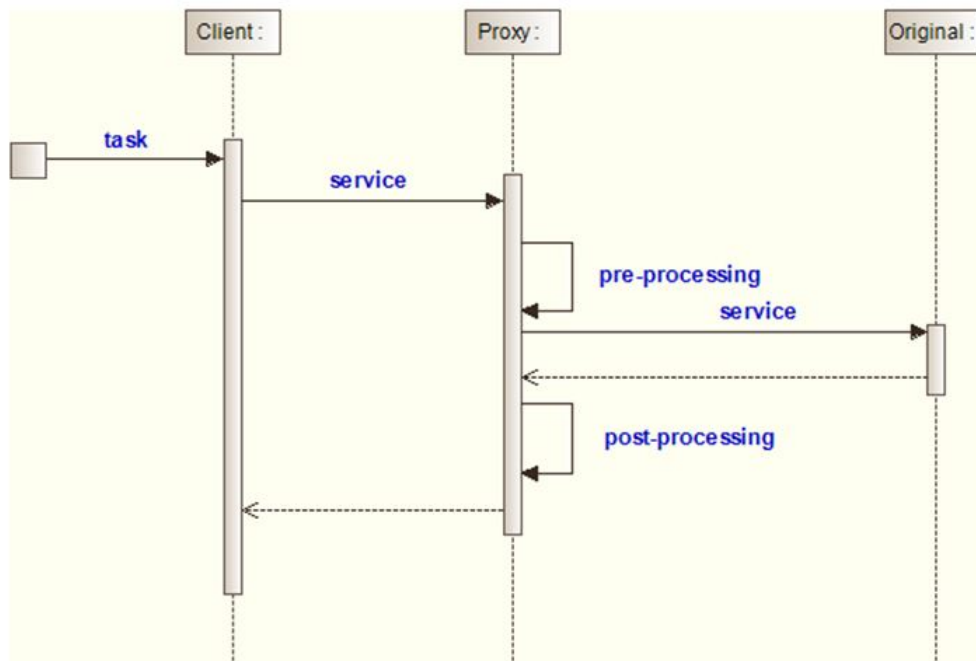 Client :
Proxy :
Original :
task
service
pre-processing
service
post-processing